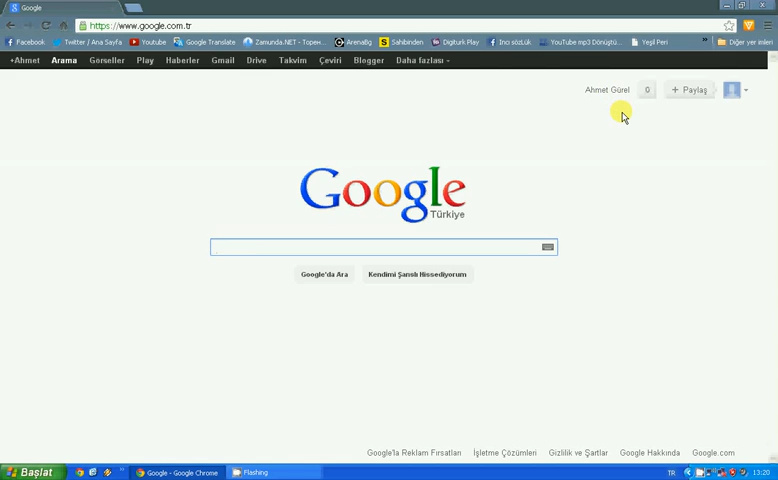 Google
https://www.google.com.tr
Facebook Twitter / Ana Sayfa Youtube Google Translate Zamunda.NET - Торен... ArenaBg Sahibinden Digiturk Play İnci sözlük YouTube mp3 Dönüştü... Yeşil Peri Diğer yer imleri
+Ahmet Arama Görseller Play Haberler Gmail Drive Takvim Çeviri Blogger Daha fazlası
Ahmet Gürel 0 + Paylaş
Google
Türkiye
Google'da Ara Kendimi Şanslı Hissediyorum
Google'la Reklam Fırsatları İşletme Çözümleri Gizlilik ve Şartlar Google Hakkında Google.com
Başlat Google - Google Chrome Flashing TR 13:20